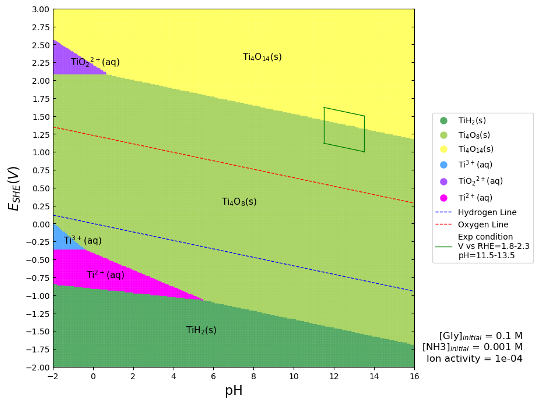 3.00
2.75
2.50
2.25
2.00
1.75
1.50
1.25
1.00
0.75
0.50
0.25
0.00
−0.25
−0.50
−0.75
−1.00
−1.25
−1.50
−1.75
−2.00
E_SHE(V)
TiO₂²⁺(aq)
Ti₄O₁₄(s)
Ti₄O₈(s)
Ti³⁺(aq)
Ti²⁺(aq)
TiH₂(s)
−2 0 2 4 6 8 10 12 14 16
pH
TiH₂(s)
Ti₄O₈(s)
Ti₄O₁₄(s)
Ti³⁺(aq)
TiO₂²⁺(aq)
Ti²⁺(aq)
Hydrogen Line
Oxygen Line
Exp condition
V vs RHE=1.8-2.3
pH=11.5-13.5
[Gly]initial = 0.1 M
[NH3]initial = 0.001 M
Ion activity = 1e-04